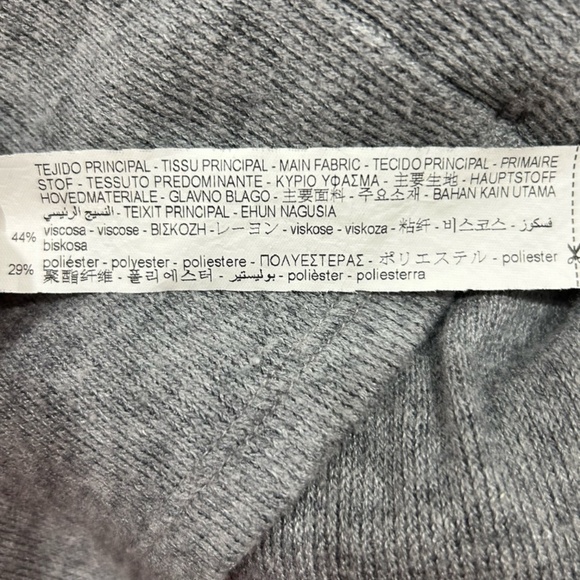 TEJIDO PRINCIPAL - TISSU PRINCIPAL - MAIN FABRIC - TECIDO PRINCIPAL - PRIMAIRE
STOF - TESSUTO PREDOMINANTE - ΚΥΡΙΟ ΥΦΑΣΜΑ - 主要生地 - HAUPTSTOFF
HOVEDMATERIALE - GLAVNO BLAGO - 主要面料 - 주요소재 - BAHAN KAIN UTAMA
النسيج الرئيسي - TEIXIT PRINCIPAL - EHUN NAGUSIA
44% viscosa - viscose - ΒΙΣΚΟΖΗ - レーヨン - viskose - viskoza - 粘纤 - 비스코스 - فسكوز
biskosa
29% poliéster - polyester - poliestere - ΠΟΛΥΕΣΤΕΡΑΣ - ポリエステル - poliester
聚酯纤维 - 폴리에스터 - بوليستير - polièster - poliesterra